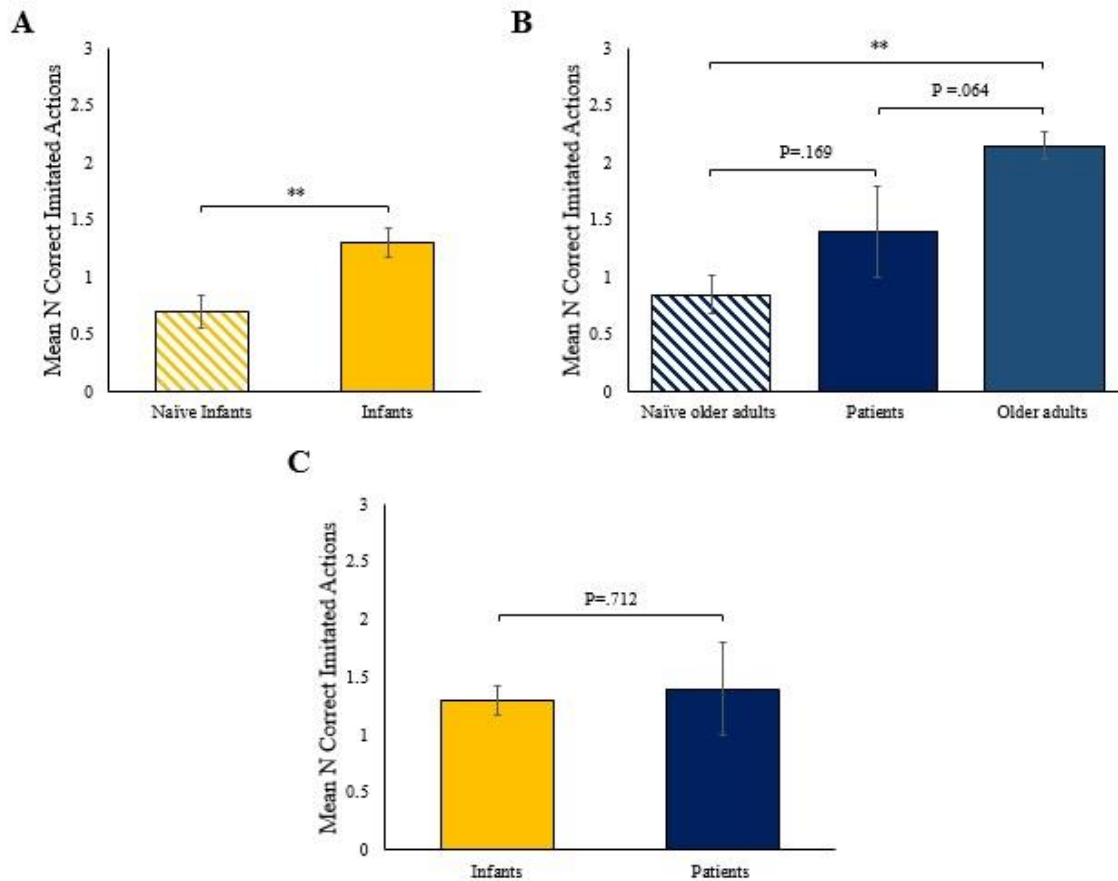 A
Mean N Correct Imitated Actions
3
2.5
2
1.5
1
0.5
0
**
Naïve Infants
Infants
B
Mean N Correct Imitated Actions
3
2.5
2
1.5
1
0.5
0
**
P =.064
P=.169
Naïve older adults
Patients
Older adults
C
Mean N Correct Imitated Actions
3
2.5
2
1.5
1
0.5
0
P=.712
Infants
Patients